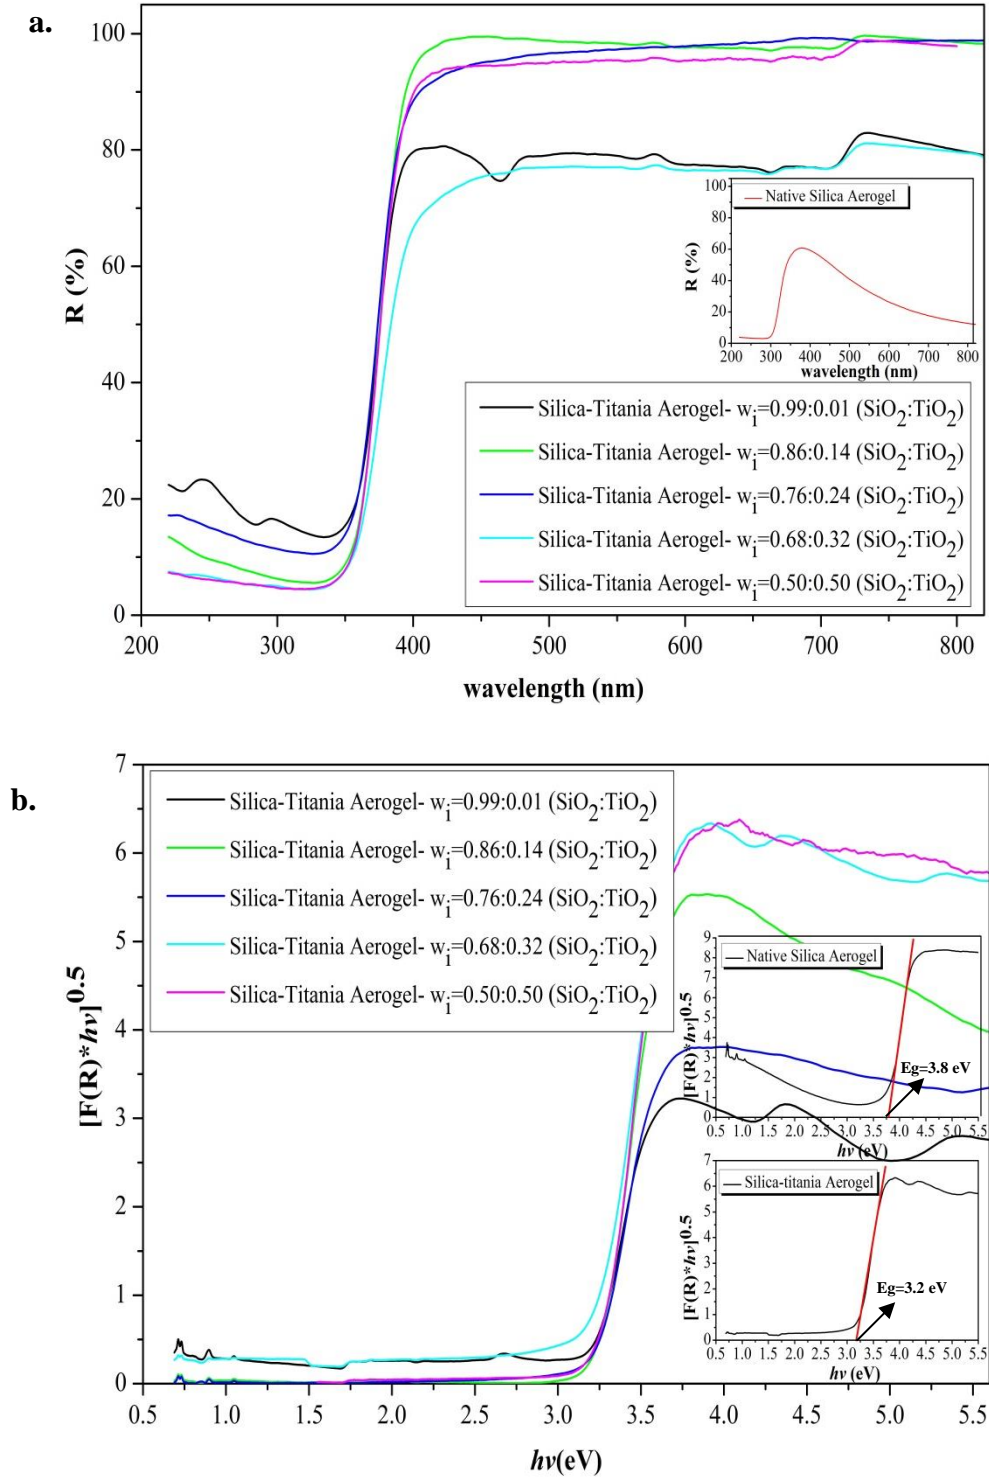 a.
100
80
60
40
20
0
R (%)
200
300
400
500
600
700
800
wavelength (nm)
Native Silica Aerogel
100
80
60
40
20
0
R (%)
200 300 400 500 600 700 800
wavelength (nm)
Silica-Titania Aerogel- wi=0.99:0.01 (SiO2:TiO2)
Silica-Titania Aerogel- wi=0.86:0.14 (SiO2:TiO2)
Silica-Titania Aerogel- wi=0.76:0.24 (SiO2:TiO2)
Silica-Titania Aerogel- wi=0.68:0.32 (SiO2:TiO2)
Silica-Titania Aerogel- wi=0.50:0.50 (SiO2:TiO2)
b.
7
6
5
4
3
2
1
0
[F(R)*hν]0.5
0.5 1.0 1.5 2.0 2.5 3.0 3.5 4.0 4.5 5.0 5.5
hν(eV)
Silica-Titania Aerogel- wi=0.99:0.01 (SiO2:TiO2)
Silica-Titania Aerogel- wi=0.86:0.14 (SiO2:TiO2)
Silica-Titania Aerogel- wi=0.76:0.24 (SiO2:TiO2)
Silica-Titania Aerogel- wi=0.68:0.32 (SiO2:TiO2)
Silica-Titania Aerogel- wi=0.50:0.50 (SiO2:TiO2)
9
8
7
6
5
4
3
2
1
0
[F(R)*hν]0.5
Native Silica Aerogel
Eg=3.8 eV
0.5 1.0 1.5 2.0 2.5 3.0 3.5 4.0 4.5 5.0 5.5
hν (eV)
7
6
5
4
3
2
1
0
[F(R)*hν]0.5
Silica-titania Aerogel
Eg=3.2 eV
0.5 1.0 1.5 2.0 2.5 3.0 3.5 4.0 4.5 5.0 5.5
hν (eV)